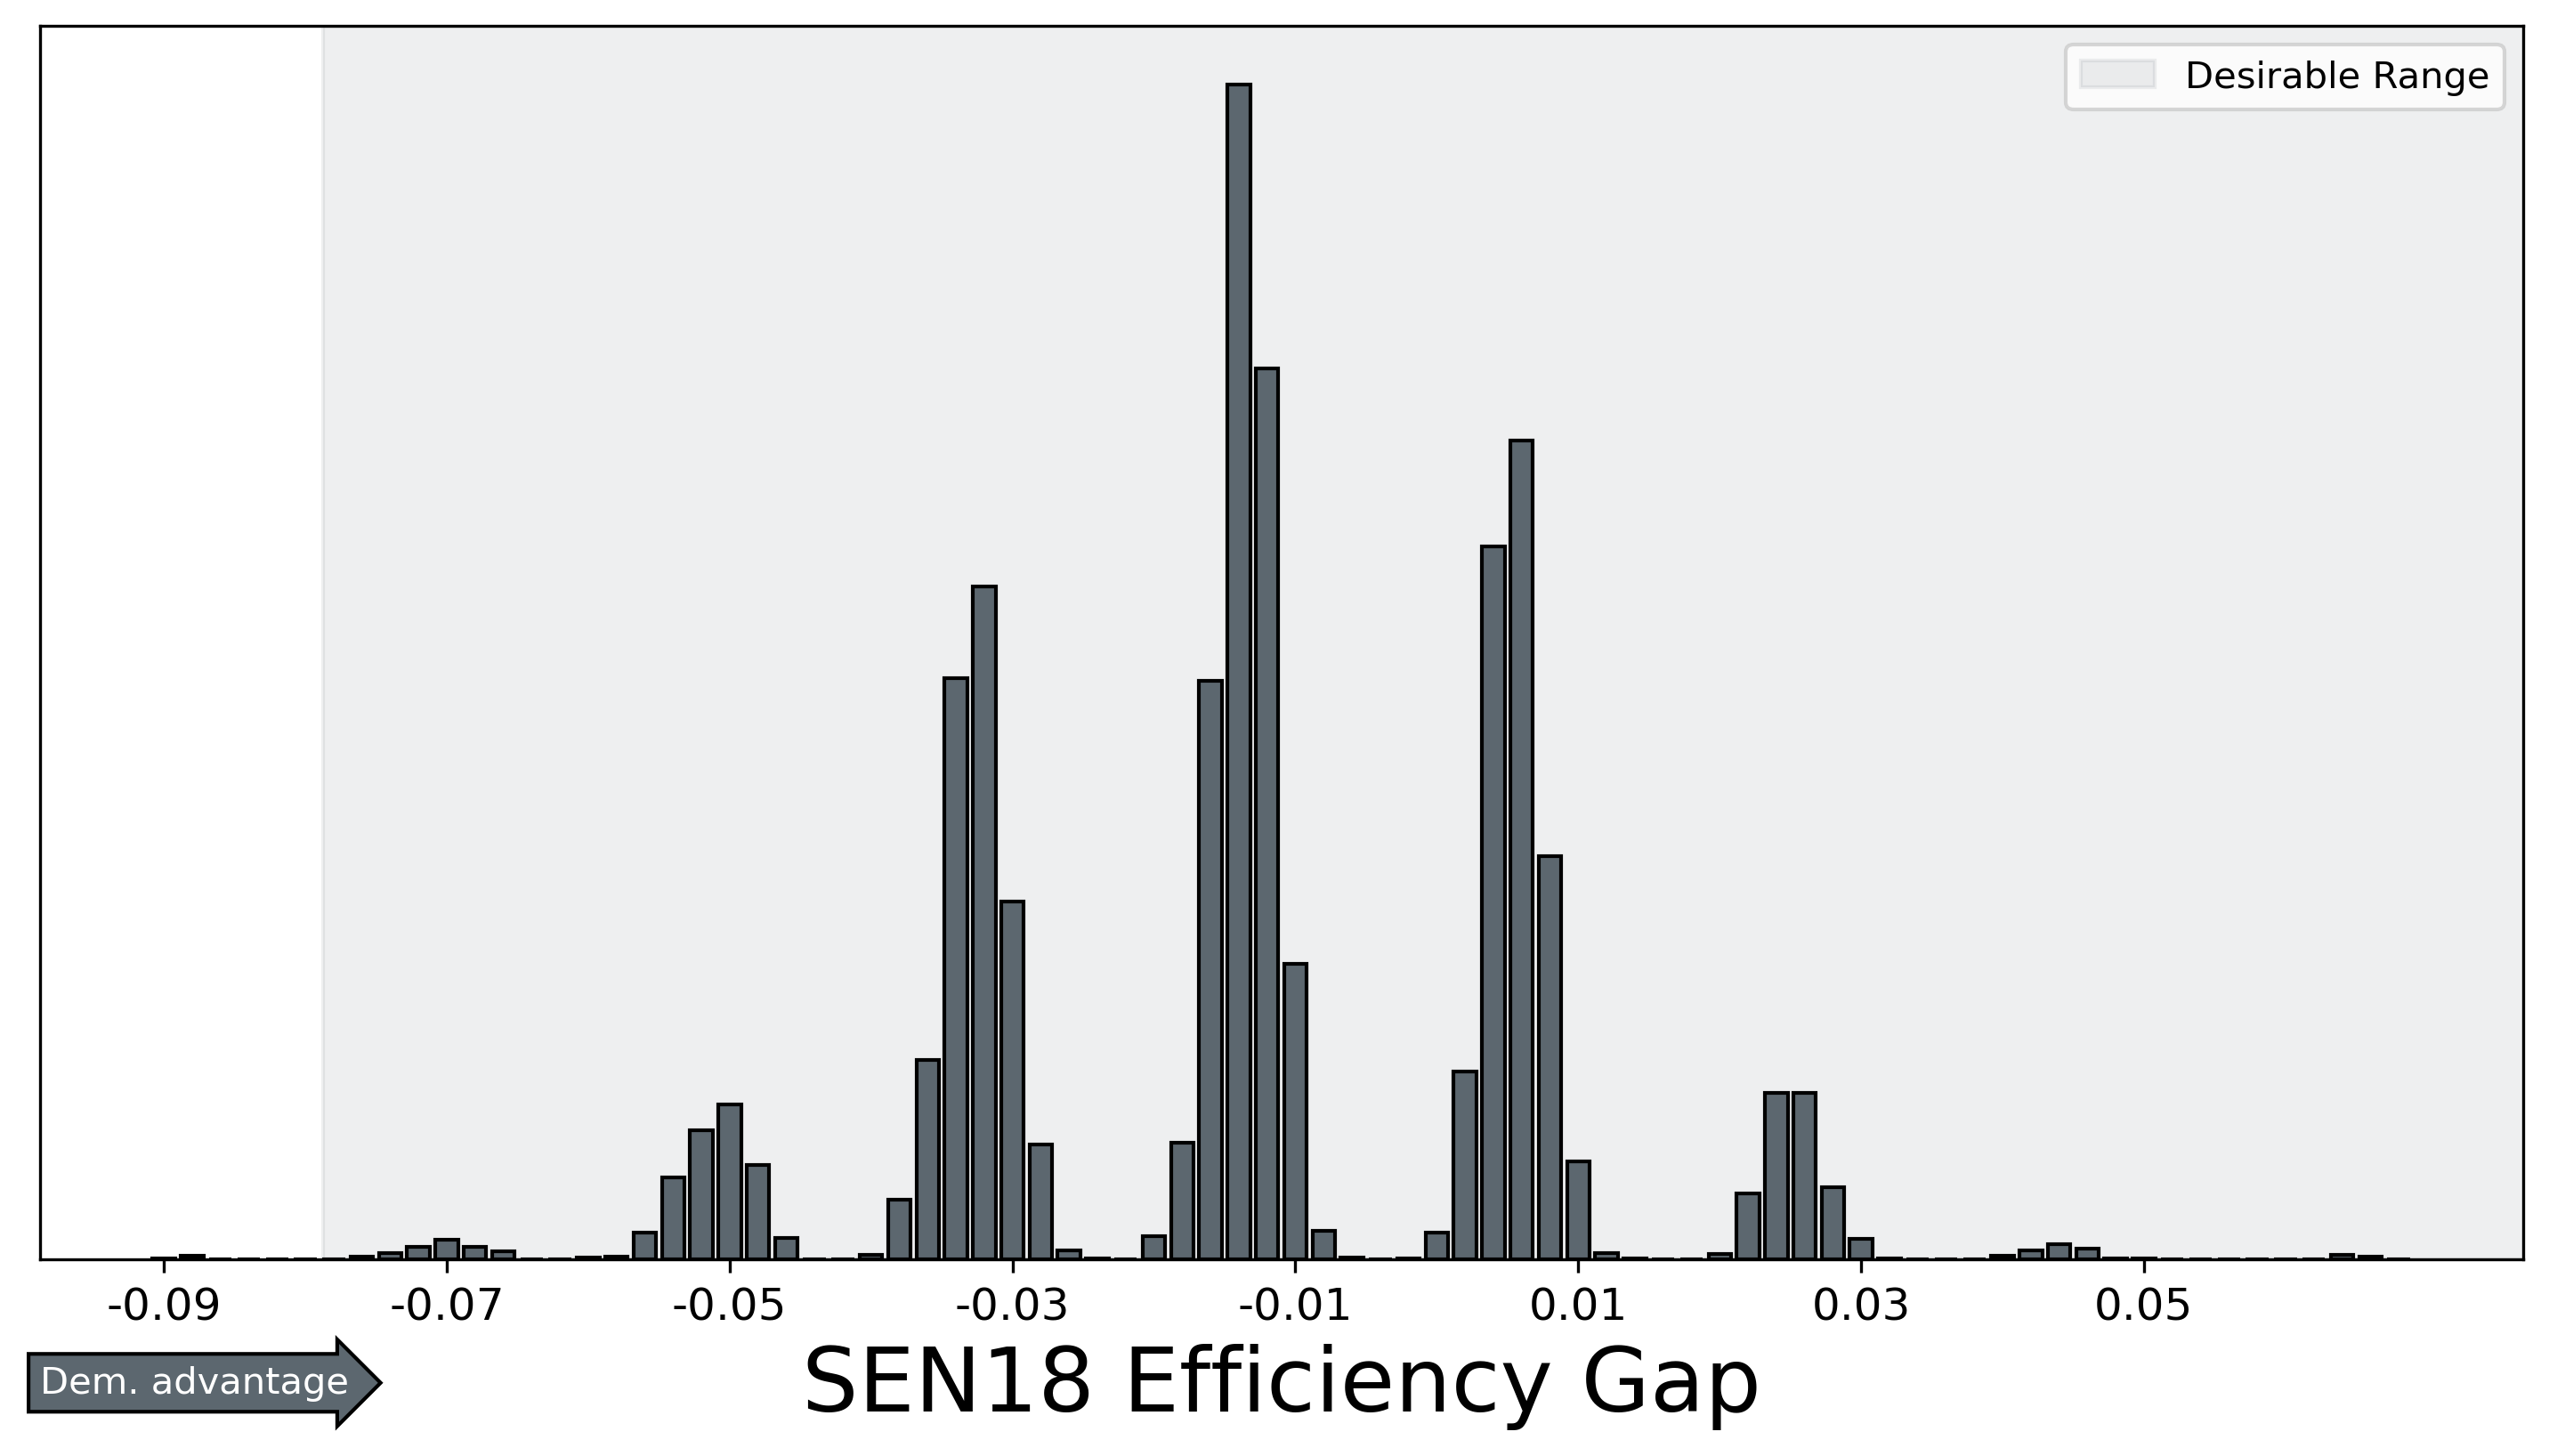 Desirable Range
-0.09 -0.07 -0.05 -0.03 -0.01 0.01 0.03 0.05
Dem. advantage
SEN18 Efficiency Gap